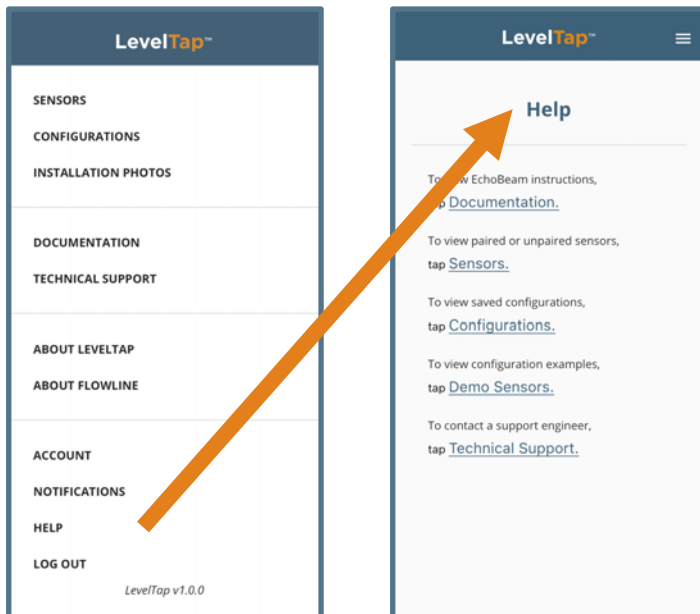 LevelTap™
SENSORS
CONFIGURATIONS
INSTALLATION PHOTOS
DOCUMENTATION
TECHNICAL SUPPORT
ABOUT LEVELTAP
ABOUT FLOWLINE
ACCOUNT
NOTIFICATIONS
HELP
LOG OUT
LevelTap v1.0.0
LevelTap™
Help
To EchoBeam instructions,
Documentation.
To view paired or unpaired sensors,
tap Sensors.
To view saved configurations,
tap Configurations.
To view configuration examples,
tap Demo Sensors.
To contact a support engineer,
tap Technical Support.